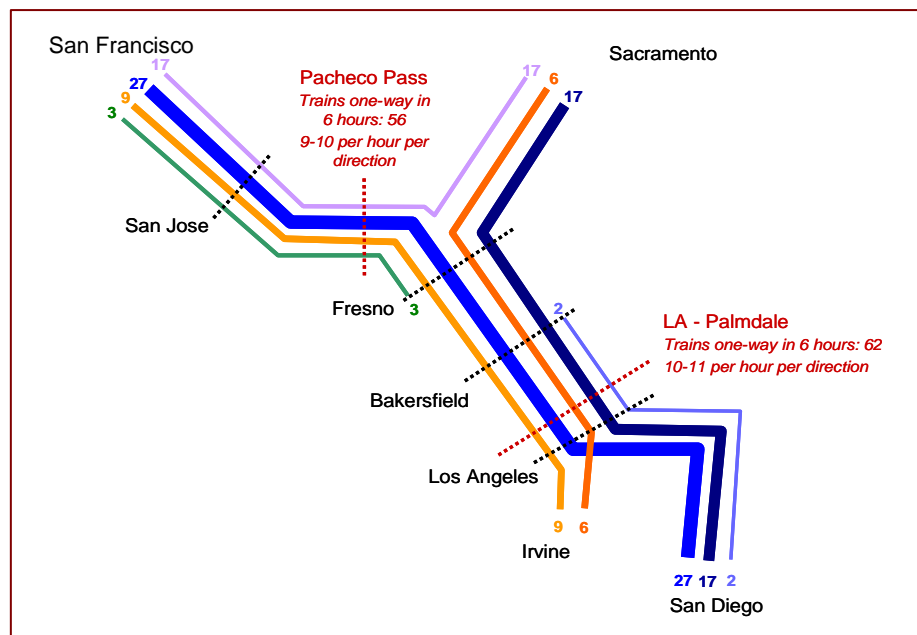 San Francisco
Sacramento
17
27
9
3
Pacheco Pass
Trains one-way in
6 hours: 56
9-10 per hour per
direction
17
6
17
San Jose
Fresno
3
2
LA - Palmdale
Trains one-way in 6 hours: 62
10-11 per hour per direction
Bakersfield
Los Angeles
9
6
Irvine
27
17
2
San Diego